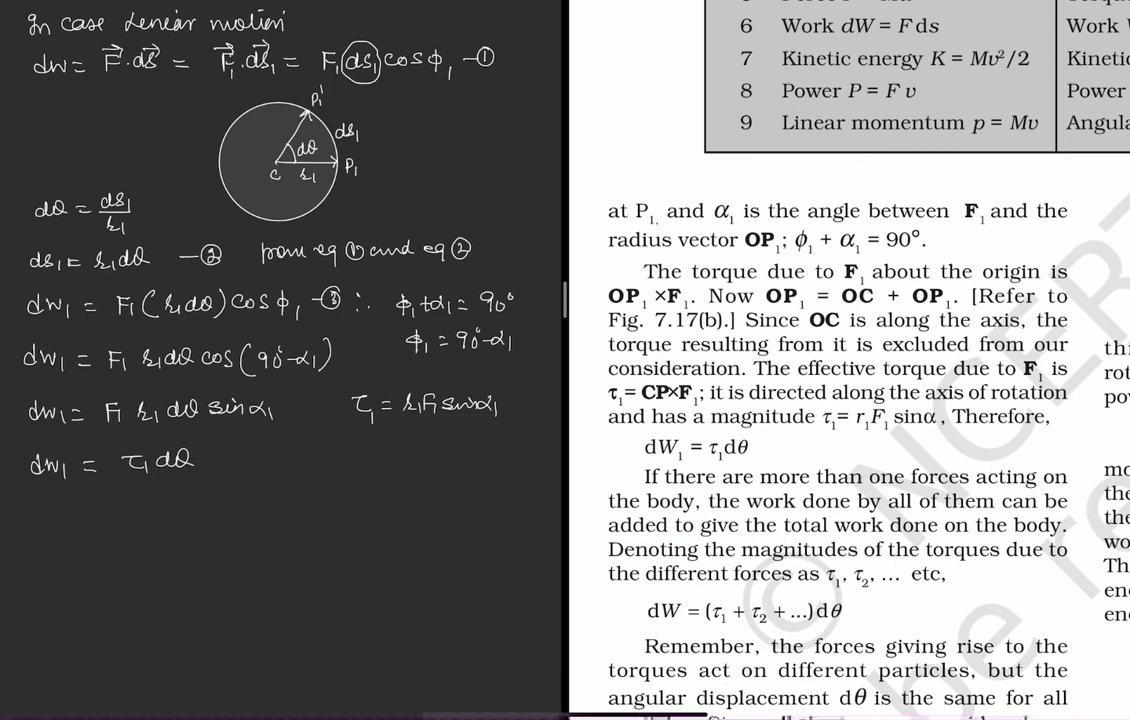 In case Lenear motion
dw = F⃗.ds⃗ = F⃗₁.ds⃗₁ = F₁(ds₁)cosϕ₁ —①
P₁'
ds₁
dθ
P₁
C r₁
dθ = ds₁/r₁
ds₁ = r₁dθ —② from eq ① and eq ②
dw₁ = F₁(r₁dθ)cosϕ₁ —③ ∴ ϕ₁+α₁ = 90°
ϕ₁ = 90°-α₁
dw₁ = F₁ r₁dθ cos(90°-α₁)
dw₁ = F₁ r₁ dθ sinα₁ τ₁ = r₁F₁sinα₁
dw₁ = τ₁ dθ
6 Work dW = F ds Work
7 Kinetic energy K = Mv²/2 Kinetic
8 Power P = F v Power
9 Linear momentum p = Mv Angula
at P₁, and α₁ is the angle between F₁ and the
radius vector OP₁; ϕ₁ + α₁ = 90°.
The torque due to F₁ about the origin is
OP₁ ×F₁. Now OP₁ = OC + OP₁. [Refer to
Fig. 7.17(b).] Since OC is along the axis, the
torque resulting from it is excluded from our
consideration. The effective torque due to F₁ is
τ₁= CP×F₁; it is directed along the axis of rotation
and has a magnitude τ₁= r₁F₁ sinα, Therefore,
dW₁ = τ₁dθ
If there are more than one forces acting on
the body, the work done by all of them can be
added to give the total work done on the body.
Denoting the magnitudes of the torques due to
the different forces as τ₁, τ₂, … etc,
dW = (τ₁ + τ₂ + ...)dθ
Remember, the forces giving rise to the
torques act on different particles, but the
angular displacement dθ is the same for all
thi
rot
po
mo
the
the
wo
Th
en
en
© NCERT
be re